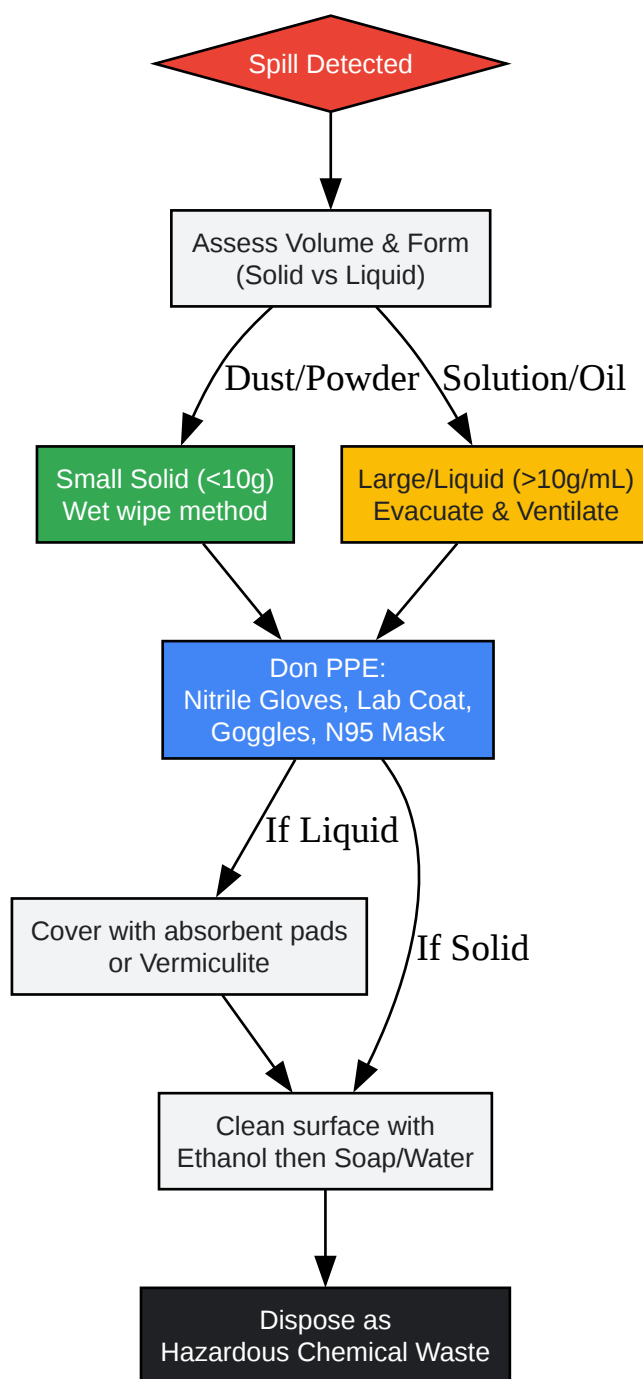 Spill Detected
Assess Volume & Form
(Solid vs Liquid)
Dust/Powder
Solution/Oil
Small Solid (<10g)
Wet wipe method
Large/Liquid (>10g/mL)
Evacuate & Ventilate
Don PPE:
Nitrile Gloves, Lab Coat,
Goggles, N95 Mask
If Liquid
Cover with absorbent pads
or Vermiculite
If Solid
Clean surface with
Ethanol then Soap/Water
Dispose as
Hazardous Chemical Waste